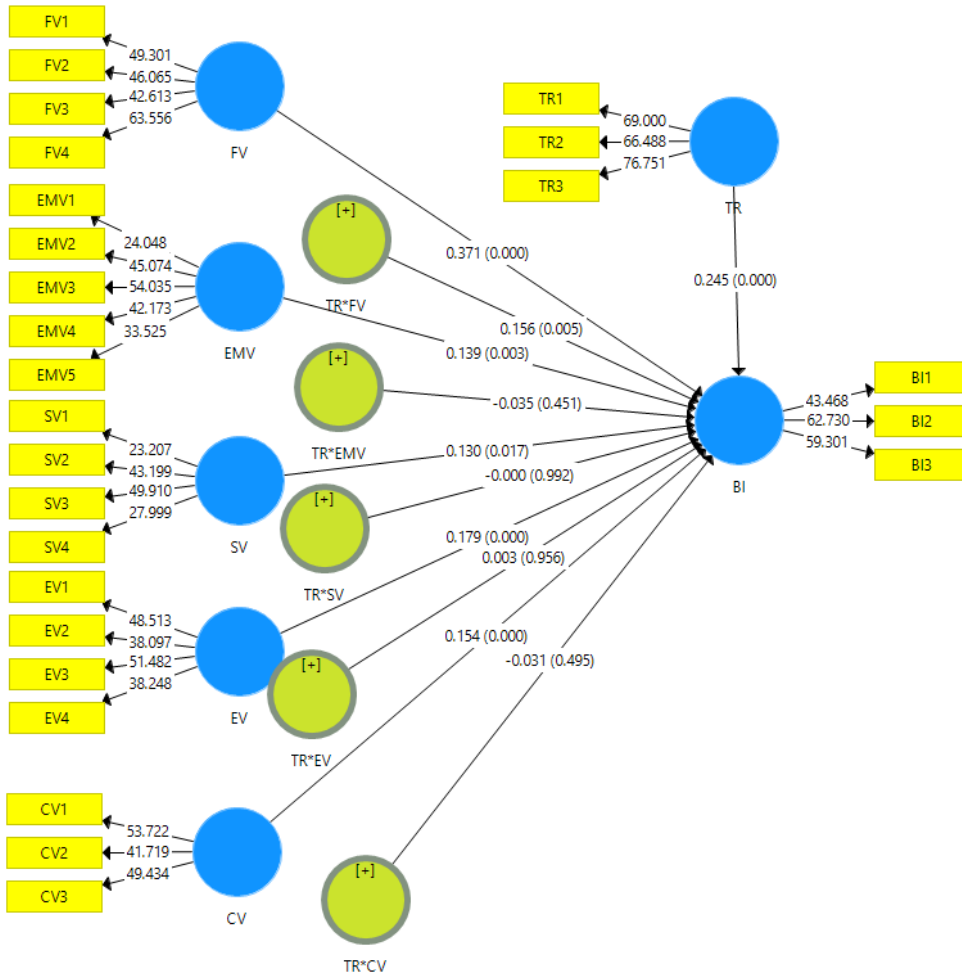 FV1
FV2
FV3
FV4
49.301
46.065
42.613
63.556
FV
TR1
TR2
TR3
69.000
66.488
76.751
TR
EMV1
EMV2
EMV3
EMV4
EMV5
24.048
45.074
54.035
42.173
33.525
EMV
[+]
TR*FV
0.371 (0.000)
0.245 (0.000)
0.156 (0.005)
0.139 (0.003)
[+]
TR*EMV
-0.035 (0.451)
BI1
BI2
BI3
43.468
62.730
59.301
BI
SV1
SV2
SV3
SV4
23.207
43.199
49.910
27.999
SV
0.130 (0.017)
-0.000 (0.992)
[+]
TR*SV
0.179 (0.000)
0.003 (0.956)
EV1
EV2
EV3
EV4
48.513
38.097
51.482
38.248
EV
[+]
TR*EV
0.154 (0.000)
-0.031 (0.495)
CV1
CV2
CV3
53.722
41.719
49.434
CV
[+]
TR*CV